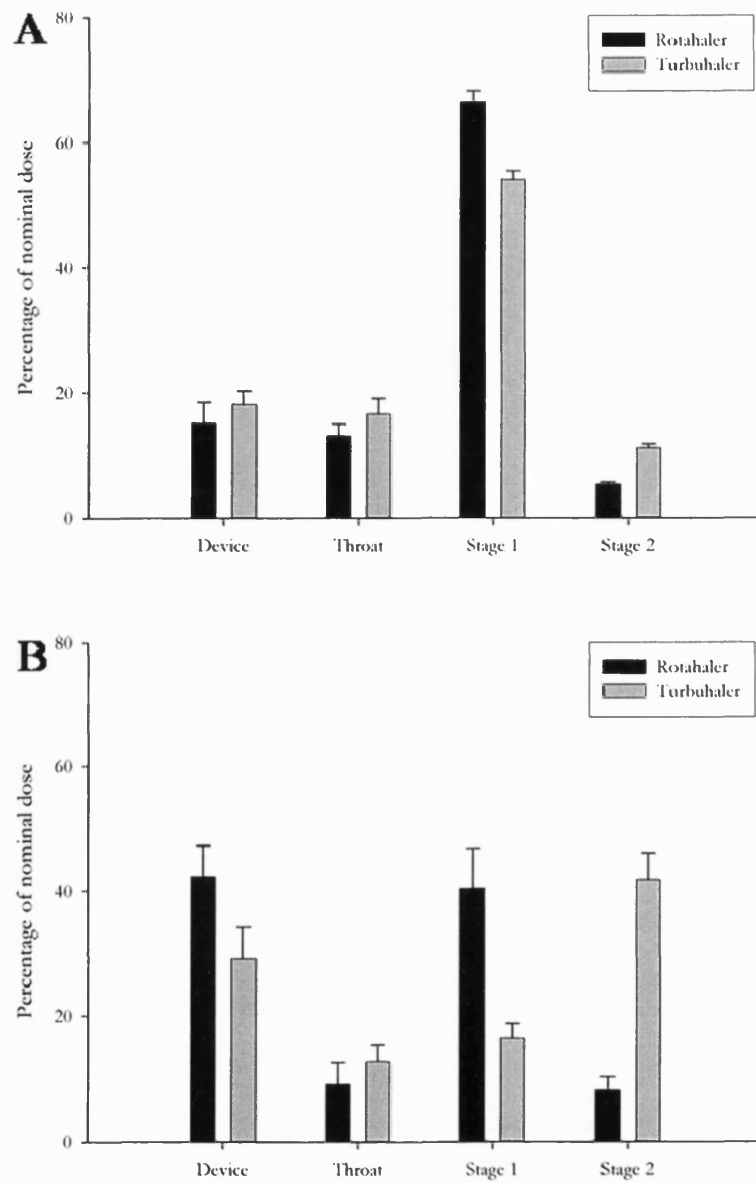 A
80
60
40
20
0
Percentage of nominal dose
Rotahaler
Turbuhaler
Device Throat Stage 1 Stage 2
B
80
60
40
20
0
Percentage of nominal dose
Rotahaler
Turbuhaler
Device Throat Stage 1 Stage 2